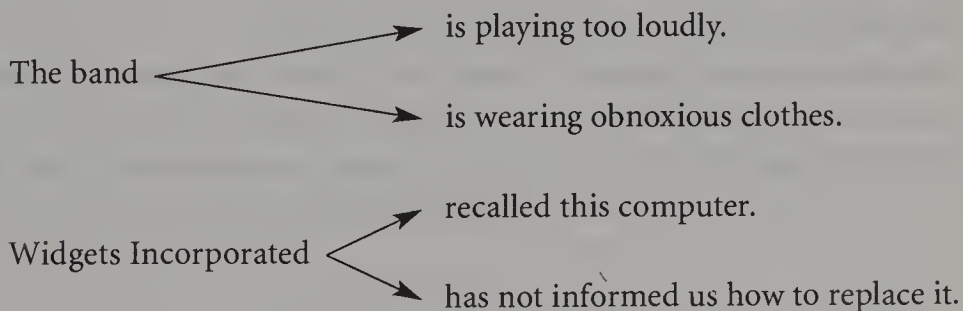 is playing too loudly.
The band
is wearing obnoxious clothes.
recalled this computer.
Widgets Incorporated
has not informed us how to replace it.